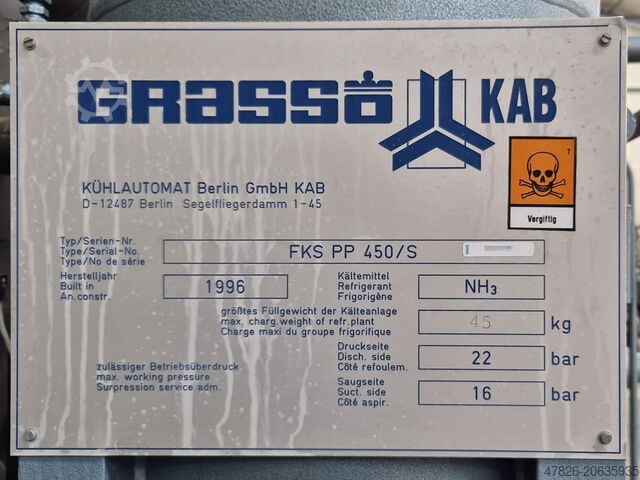 GRASSO KAB
KÜHLAUTOMAT Berlin GmbH KAB
D-12487 Berlin Segelfliegerdamm 1-45
T
Vergiftig
Typ/Serien-Nr.
Type/Serial-No.
Type/No de série
FKS PP 450/S
Herstelljahr
Built in
An.constr.
1996
Kältemittel
Refrigerant
Frigorigène
NH₃
größtes Füllgewicht der Kälteanlage
max. charg.weight of refr.plant
Charge maxi du groupe frigorifique
45 kg
zulässiger Betriebsüberdruck
max. working pressure
Surpression service adm.
Druckseite
Disch. side
Côté refoulem.
22 bar
Saugseite
Suct. side
Côté aspir.
16 bar
47826-20635935